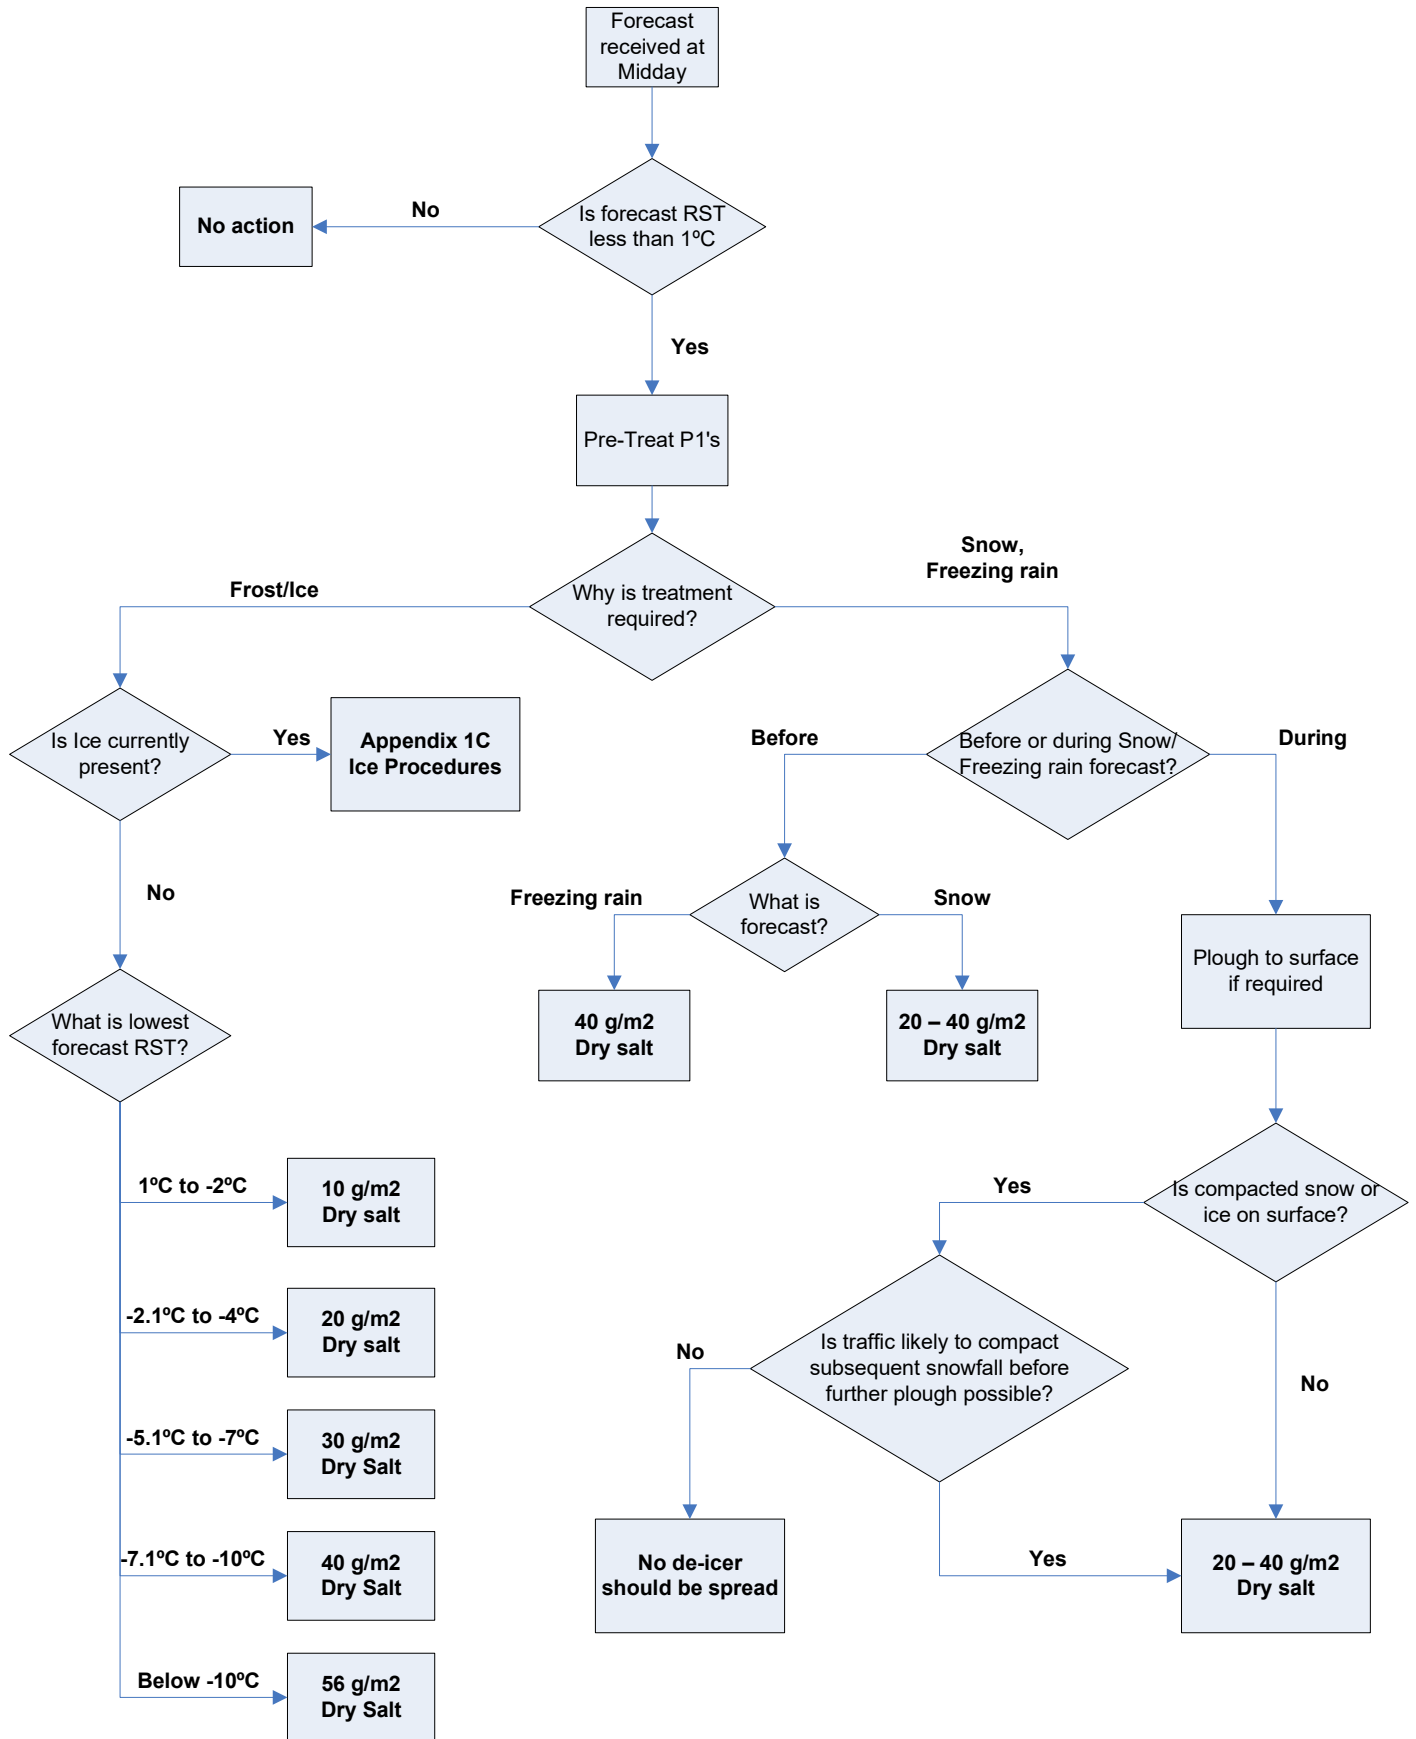 Forecast
received at
Midday
No
No action
Is forecast RST
less than 1ºC
Yes
Pre-Treat P1's
Snow,
Freezing rain
Frost/Ice
Why is treatment
required?
Is Ice currently
present?
Yes
Appendix 1C
Ice Procedures
Before
Before or during Snow/
Freezing rain forecast?
During
No
Freezing rain
What is
forecast?
Snow
Plough to surface
if required
What is lowest
forecast RST?
40 g/m2
Dry salt
20 – 40 g/m2
Dry salt
1ºC to -2ºC
10 g/m2
Dry salt
Yes
Is compacted snow or
ice on surface?
-2.1ºC to -4ºC
20 g/m2
Dry salt
No
Is traffic likely to compact
subsequent snowfall before
further plough possible?
No
-5.1ºC to -7ºC
30 g/m2
Dry Salt
-7.1ºC to -10ºC
40 g/m2
Dry Salt
No de-icer
should be spread
Yes
20 – 40 g/m2
Dry salt
Below -10ºC
56 g/m2
Dry Salt